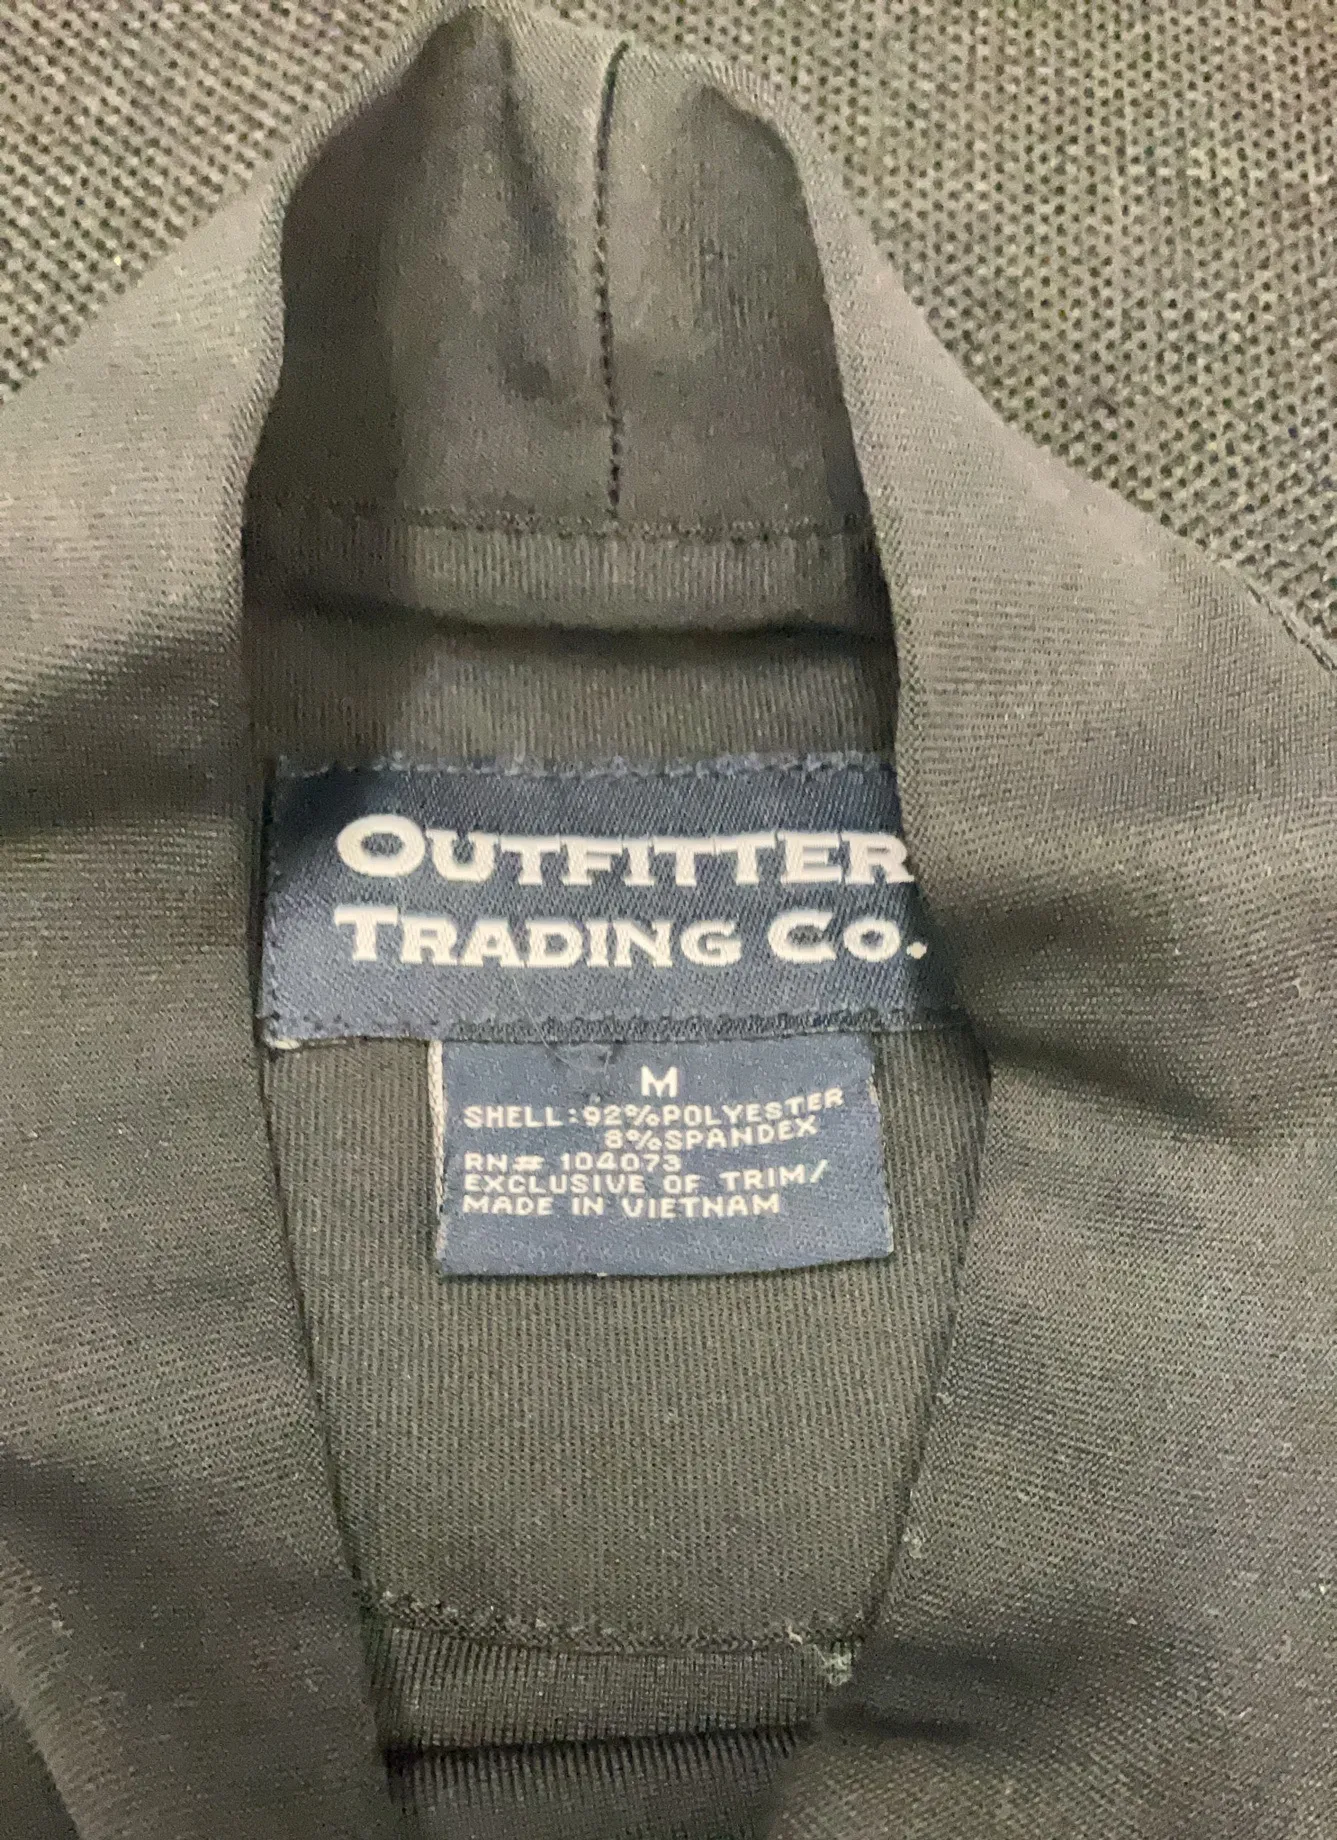 OUTFITTER
TRADING CO.
M
SHELL:92%POLYESTER
8%SPANDEX
RN# 104073
EXCLUSIVE OF TRIM/
MADE IN VIETNAM